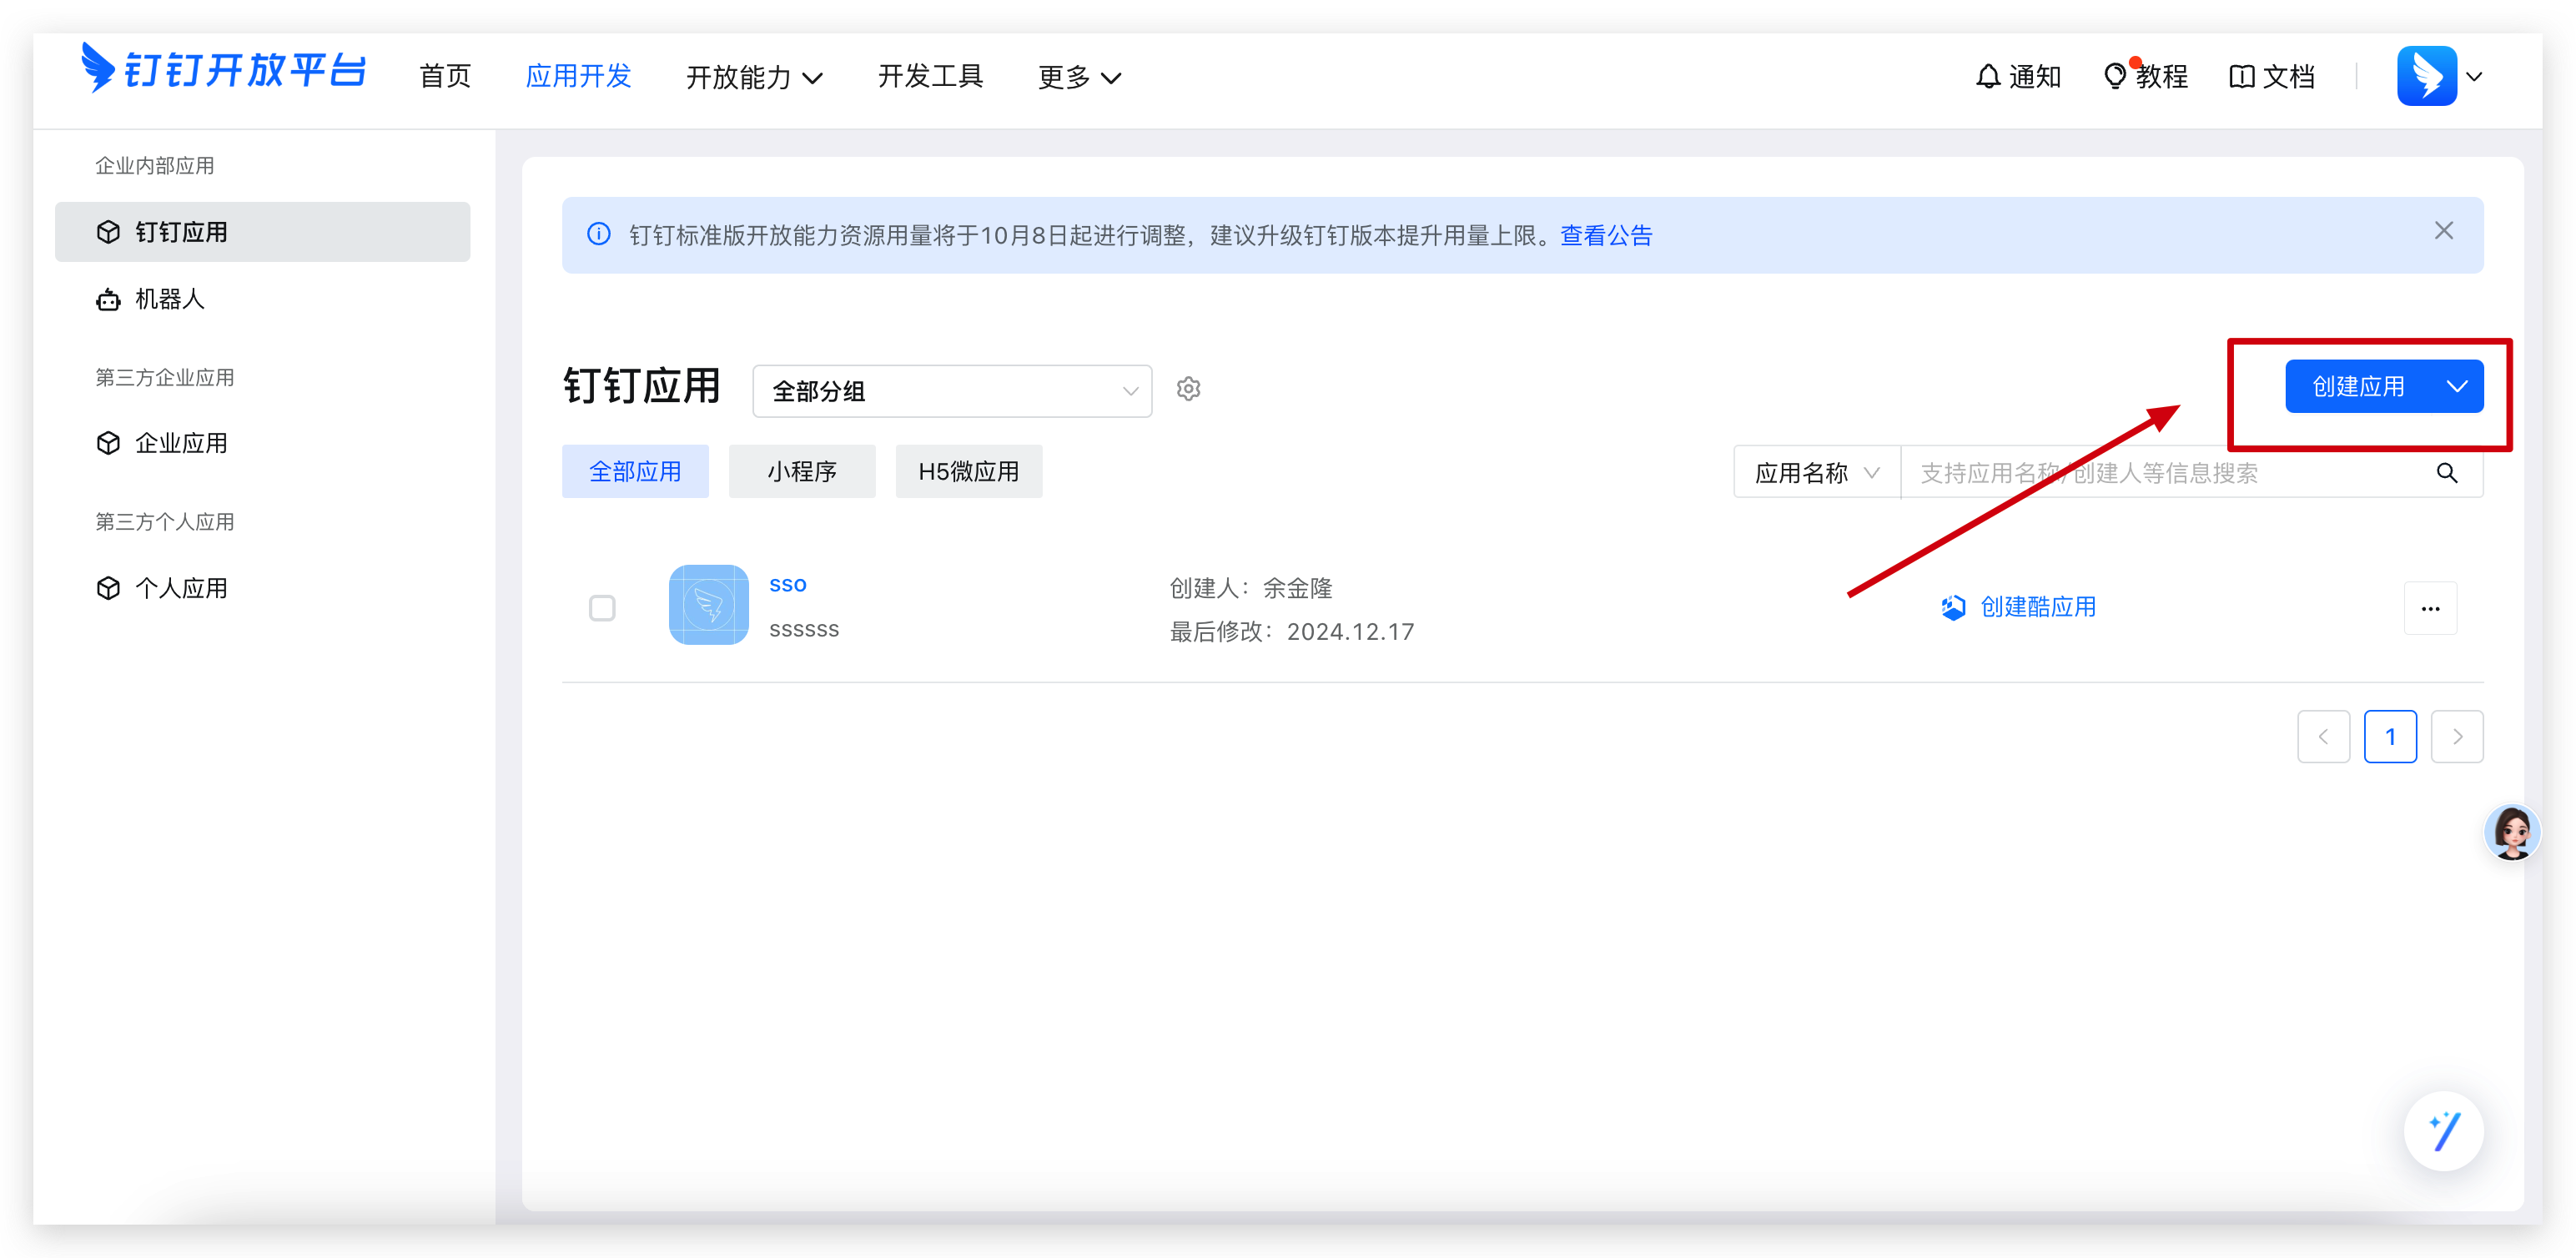 钉钉开放平台 首页 应用开发 开放能力 开发工具 更多 通知 教程 文档
企业内部应用
钉钉应用
机器人
第三方企业应用
企业应用
第三方个人应用
个人应用
钉钉标准版开放能力资源用量将于10月8日起进行调整，建议升级钉钉版本提升用量上限。查看公告
钉钉应用 全部分组 创建应用
全部应用 小程序 H5微应用 应用名称 支持应用名称/创建人等信息搜索
sso
ssssss
创建人：余金隆
最后修改：2024.12.17
创建酷应用
1